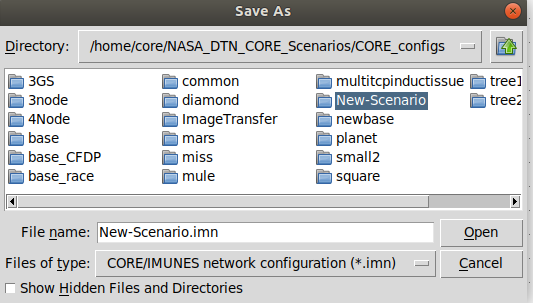 Save As
Directory: /home/core/NASA_DTN_CORE_Scenarios/CORE_configs
3GS common multitcpinductissue tree1
3node diamond New-Scenario tree2
4Node ImageTransfer newbase
base mars planet
base_CFDP miss small2
base_race mule square
File name: New-Scenario.imn Open
Files of type: CORE/IMUNES network configuration (*.imn) Cancel
Show Hidden Files and Directories